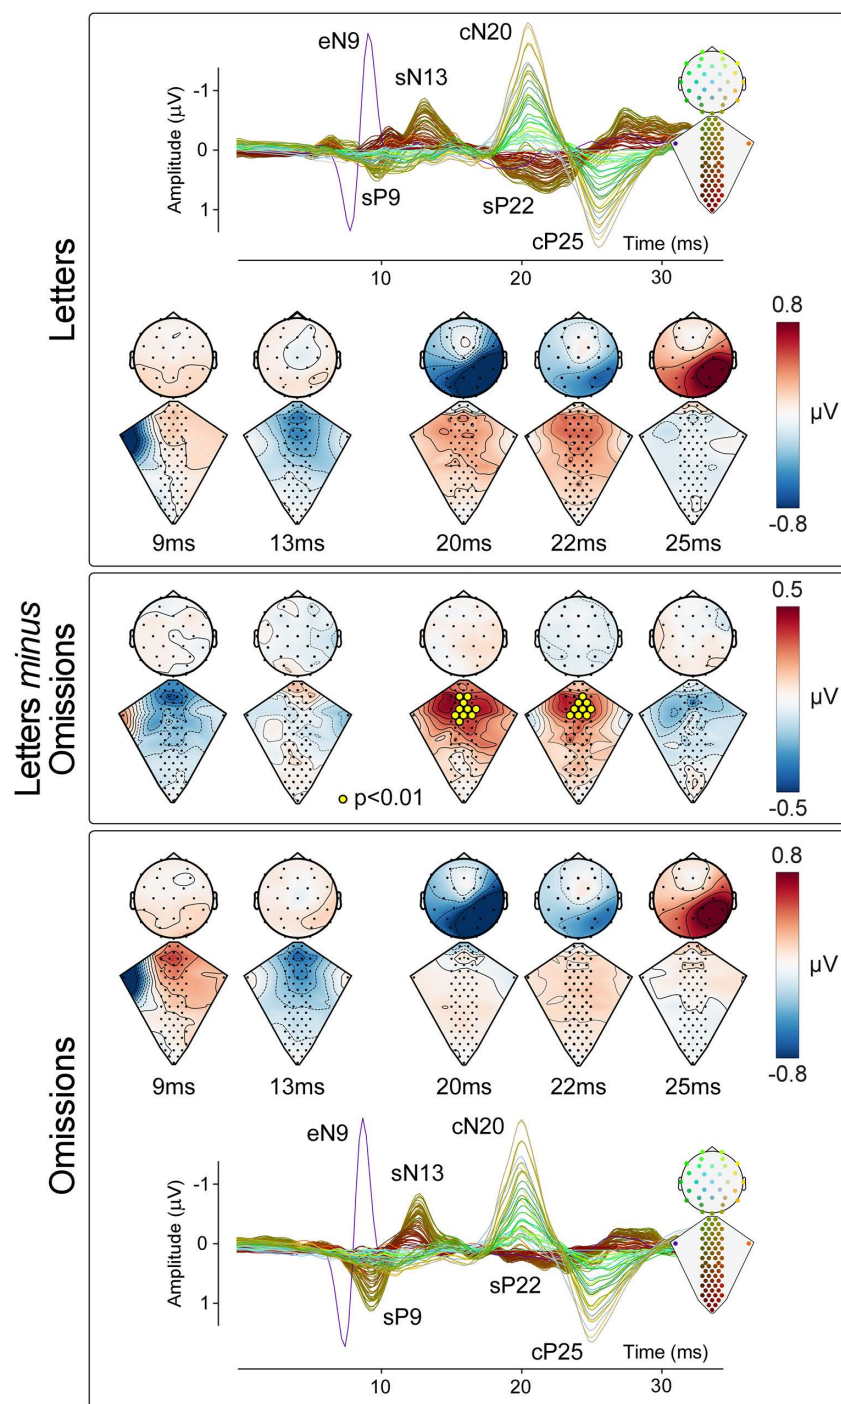 Letters
eN9
cN20
sN13
Amplitude (µV)
-1
0
1
sP9
sP22
cP25
Time (ms)
10
20
30
0.8
µV
-0.8
9ms
13ms
20ms
22ms
25ms
Letters minus
Omissions
0.5
µV
-0.5
p<0.01
Omissions
0.8
µV
-0.8
9ms
13ms
20ms
22ms
25ms
eN9
cN20
sN13
Amplitude (µV)
-1
0
1
sP9
sP22
cP25
Time (ms)
10
20
30